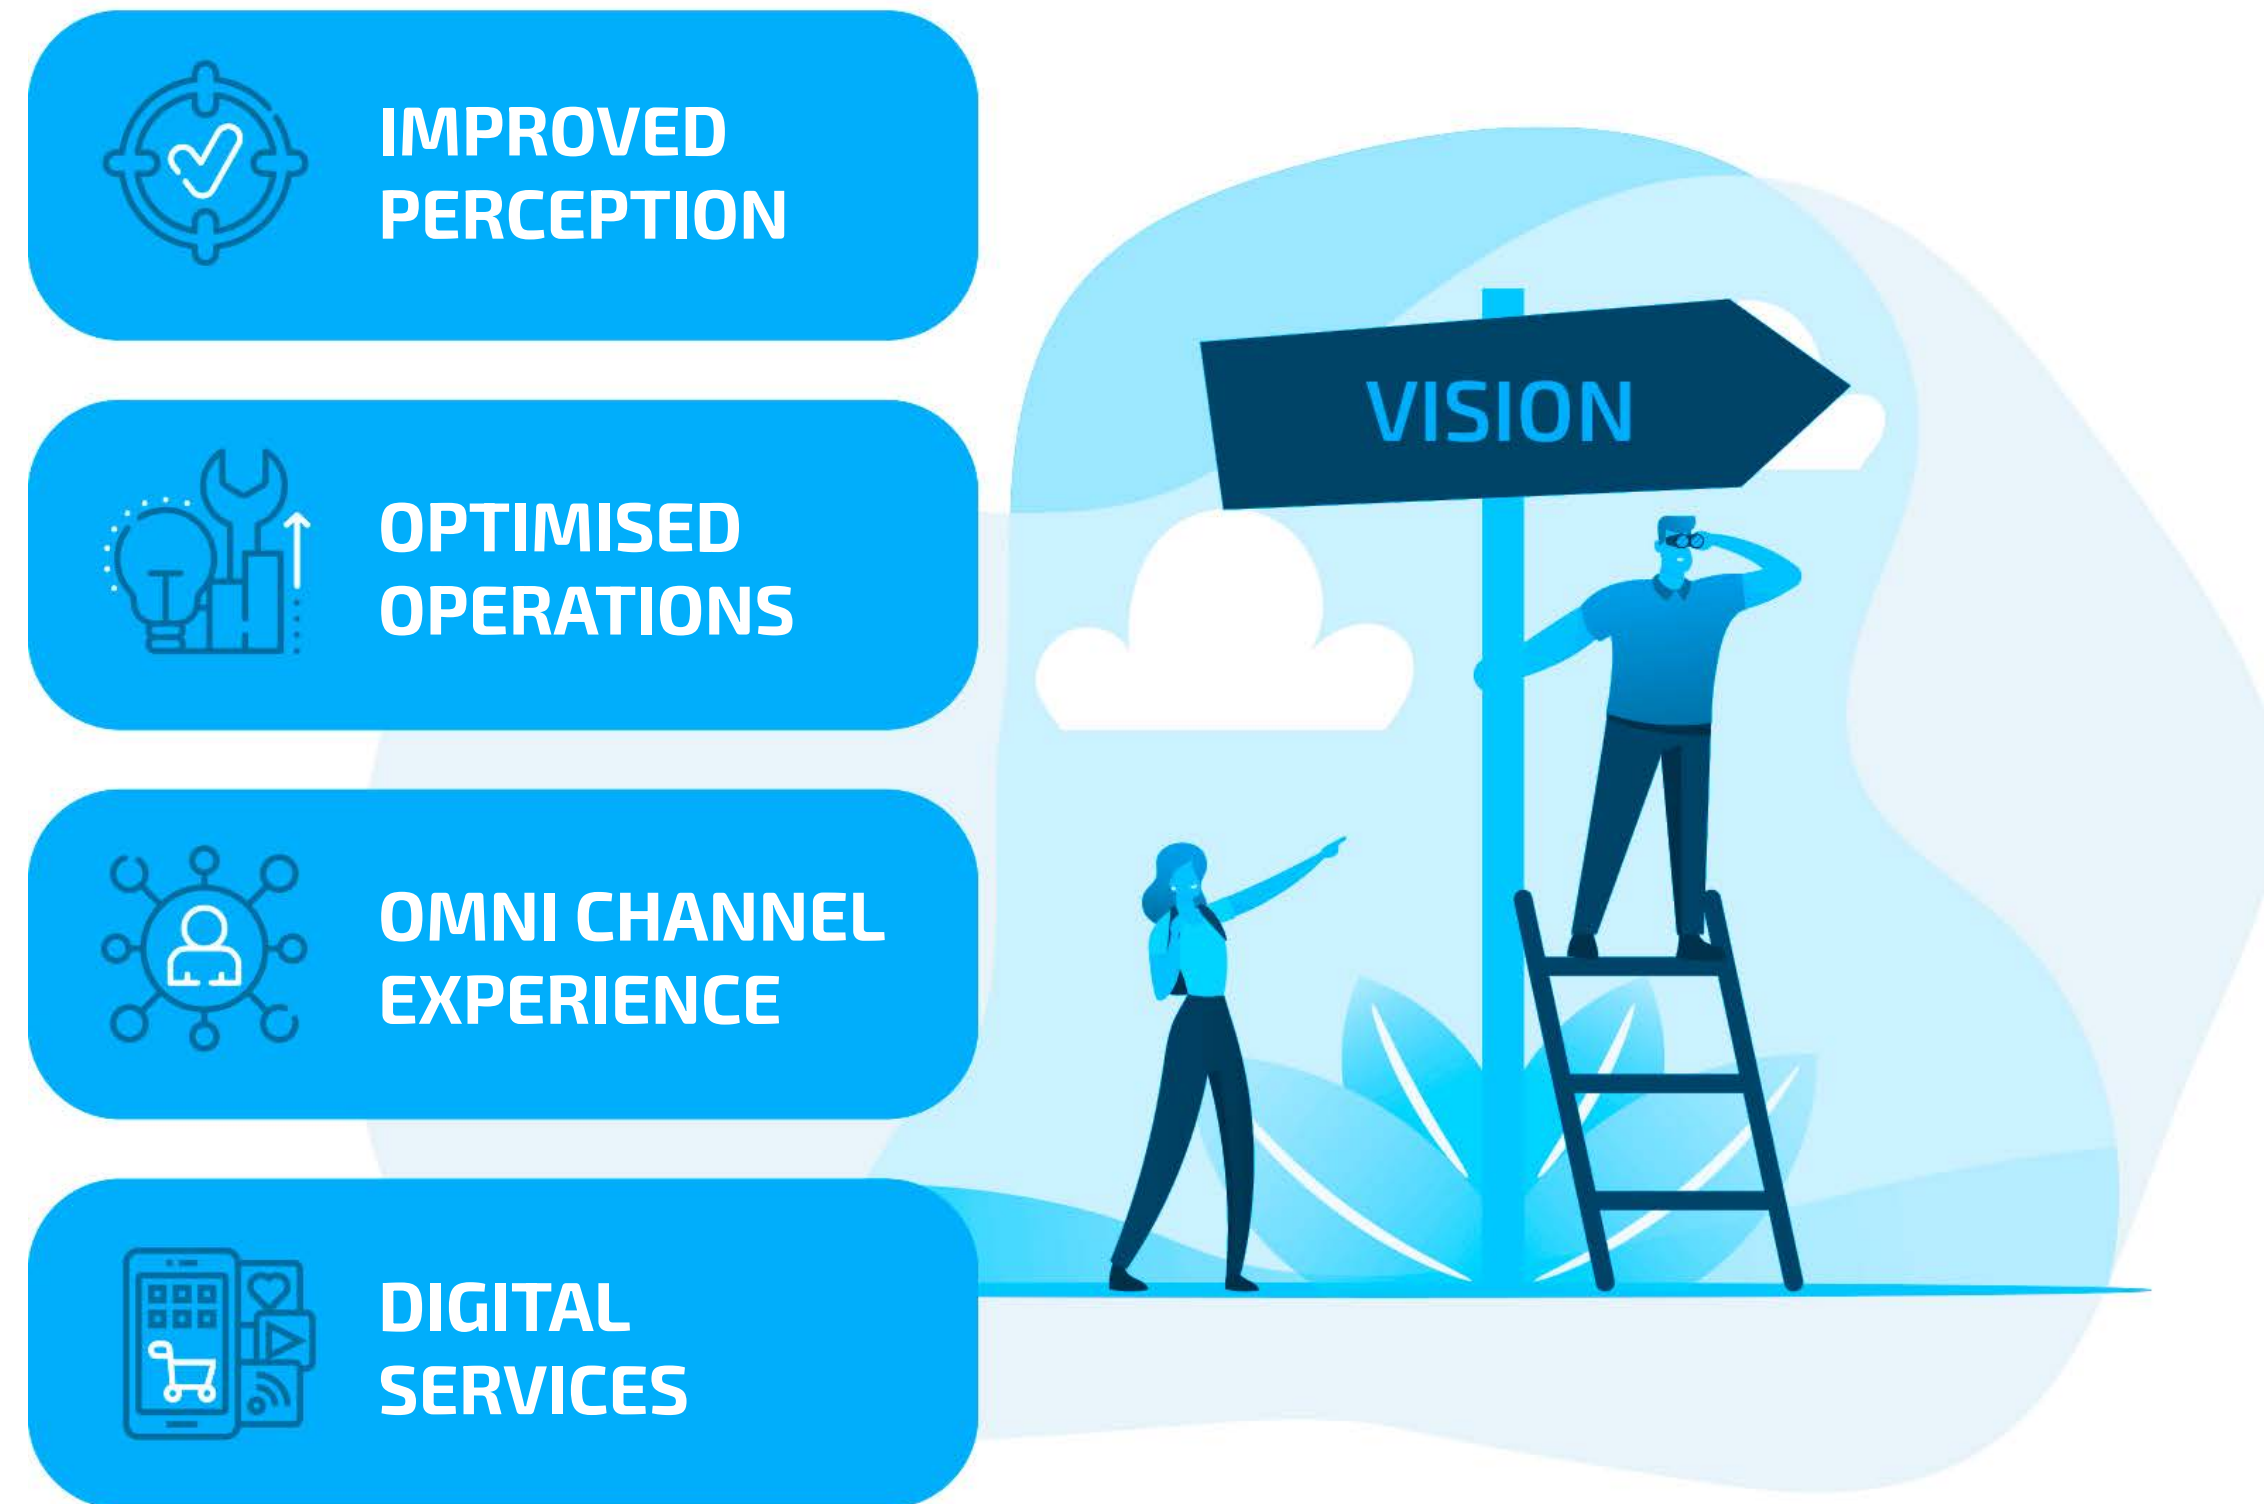 IMPROVED
PERCEPTION
OPTIMISED
OPERATIONS
OMNI CHANNEL
EXPERIENCE
DIGITAL
SERVICES
VISION